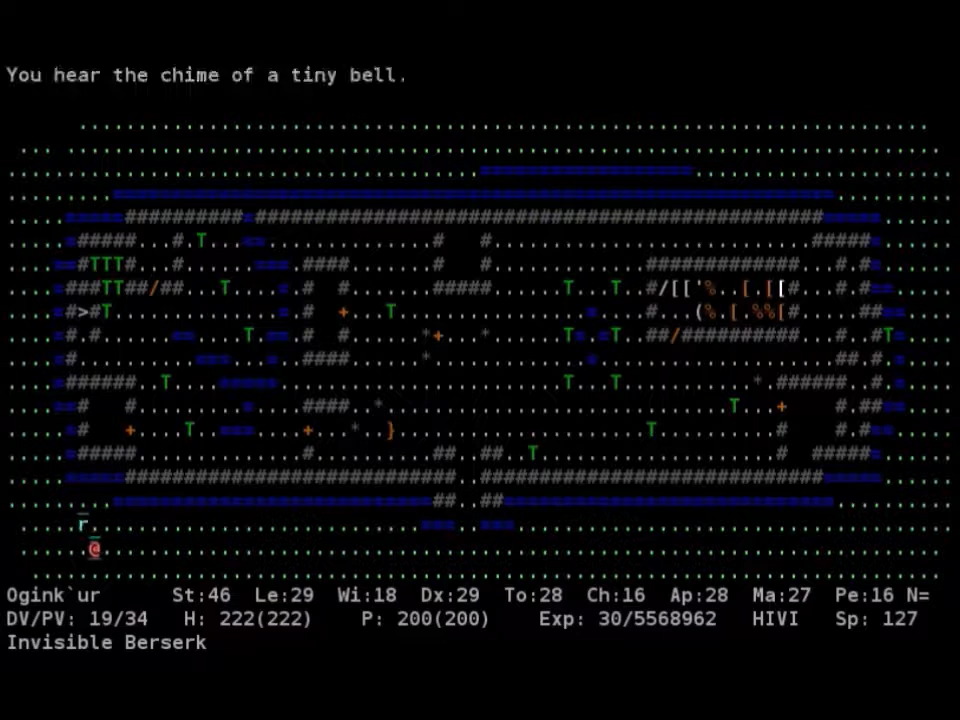 You hear the chime of a tiny bell.
Ogink`ur St:46 Le:29 Wi:18 Dx:29 To:28 Ch:16 Ap:28 Ma:27 Pe:16 N=
DV/PV: 19/34 H: 222(222) P: 200(200) Exp: 30/5568962 HIVI Sp: 127
Invisible Berserk